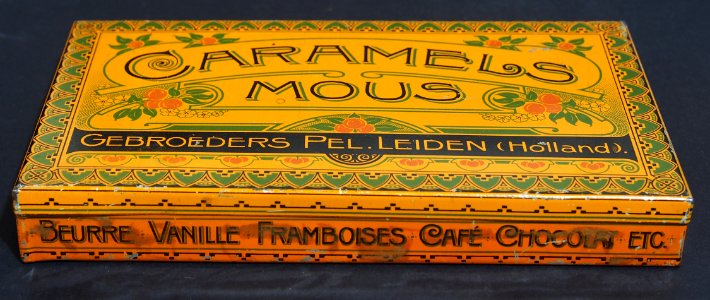 CARAMELS
MOUS
GEBROEDERS PEL. LEIDEN (Holland).
BEURRE VANILLE FRAMBOISES CAFÉ CHOCOLAT ETC.